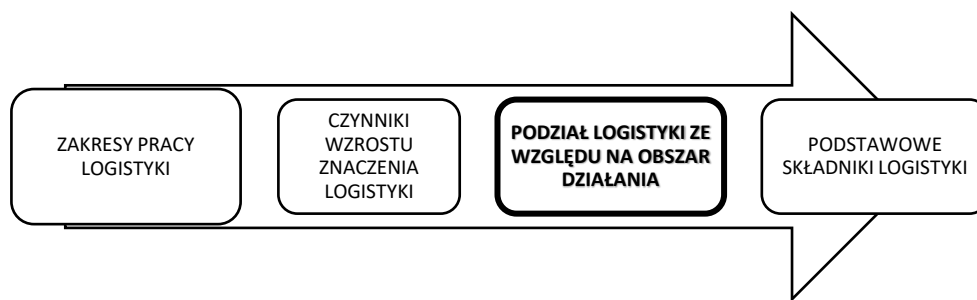 ZAKRESY PRACY
LOGISTYKI
CZYNNIKI
WZROSTU
ZNACZENIA
LOGISTYKI
PODZIAŁ LOGISTYKI ZE
WZGLĘDU NA OBSZAR
DZIAŁANIA
PODSTAWOWE
SKŁADNIKI LOGISTYKI